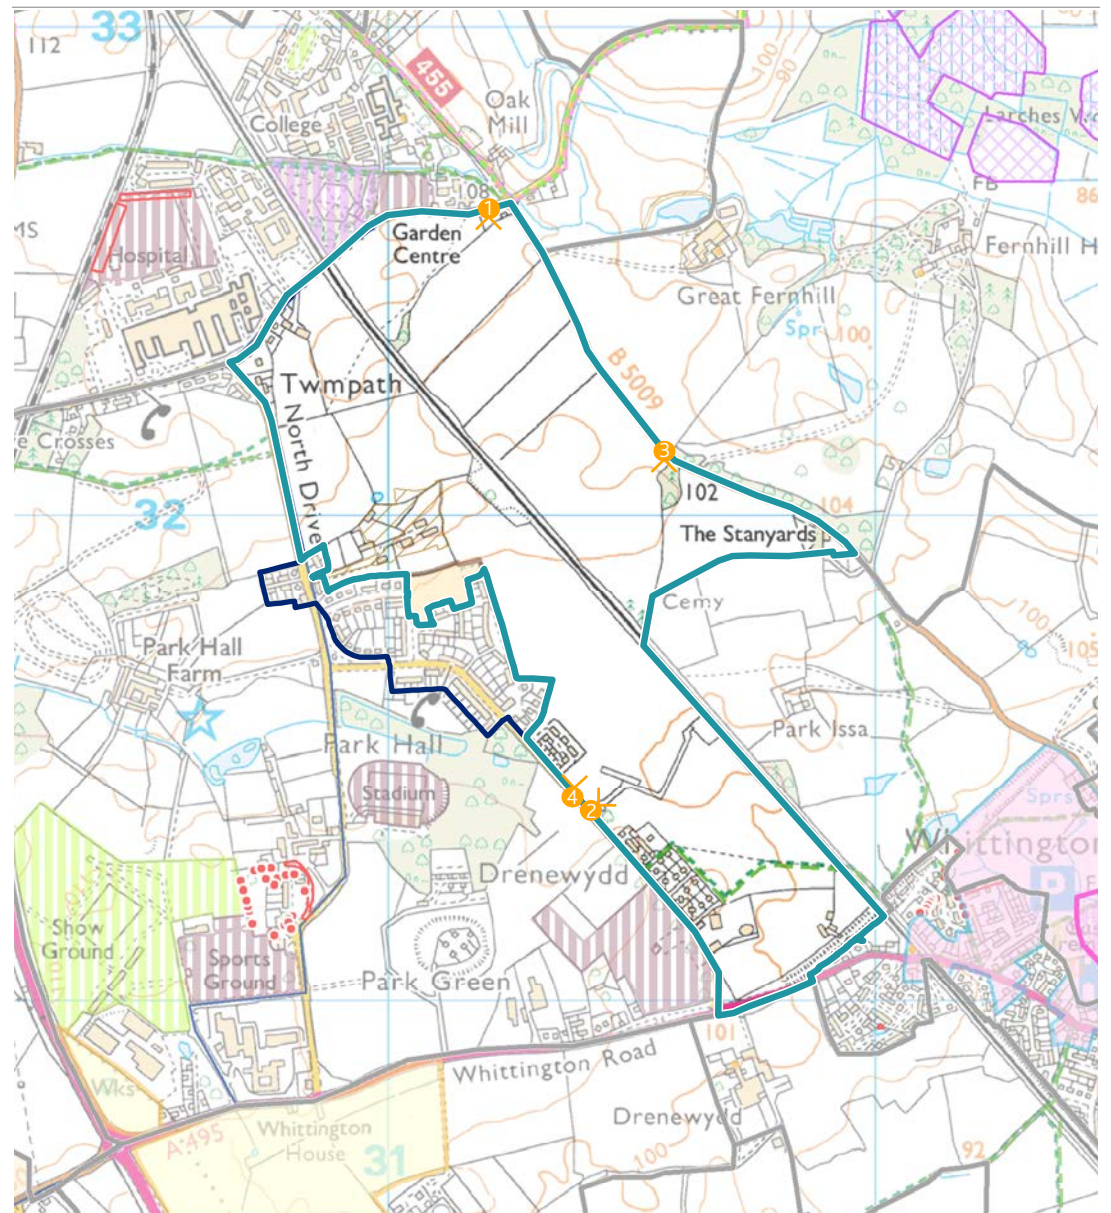 33
112
455
Oak
Mill
College
108
1
Garden
Centre
MS
Hospital
Larches W
FB
86
Fernhill H
Great Fernhill
Spr
100
100
90
B 5009
Twmpath
North Drive
e Crosses
32
3
102
104
The Stanyards
Cemy
100
105
Park Hall
Farm
Park Hall
Park Issa
Stadium
4
2
Sprs
Whittington
Drenewydd
P
Show
Ground
Sports
Ground
Park Green
101
Whittington Road
Wks
A 495
Whittington
House
31
Drenewydd
100
92